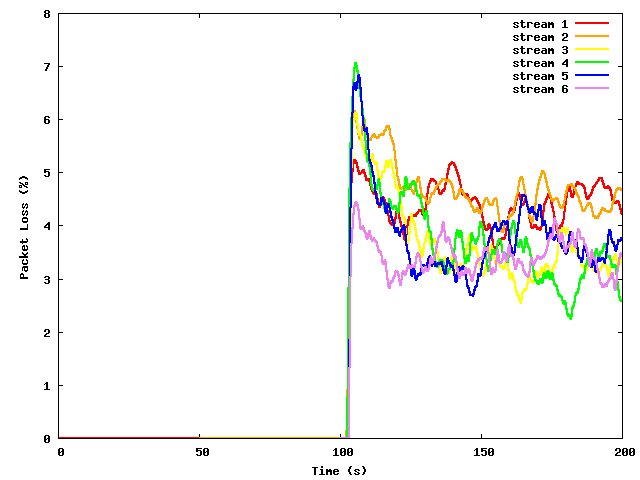 8
7
6
5
4
3
2
1
0
Packet Loss (%)
stream 1
stream 2
stream 3
stream 4
stream 5
stream 6
0 50 100 150 200
Time (s)